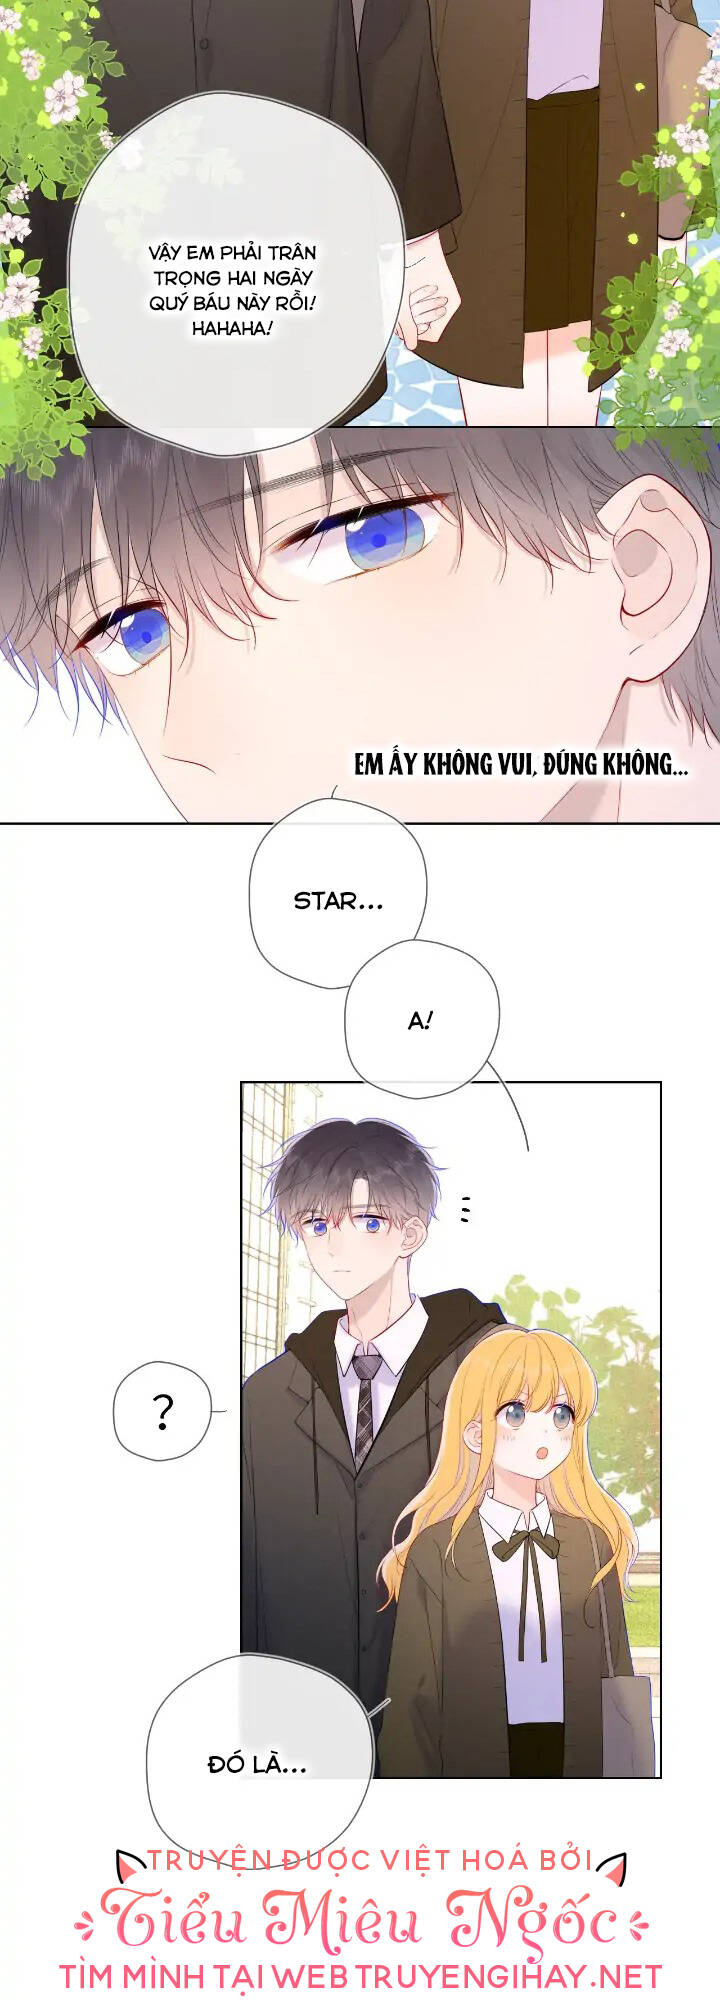 VẬY EM PHẢI TRÂN
TRỌNG HAI NGÀY
QUÝ BÁU NÀY RỒI!
HAHAHA!
EM ẤY KHÔNG VUI, ĐÚNG KHÔNG...
STAR...
A!
?
ĐÓ LÀ...
TRUYỆN ĐƯỢC VIỆT HOÁ BỞI
Tiểu Miêu Ngốc
TÌM MÌNH TẠI WEB TRUYENGIHAY.NET